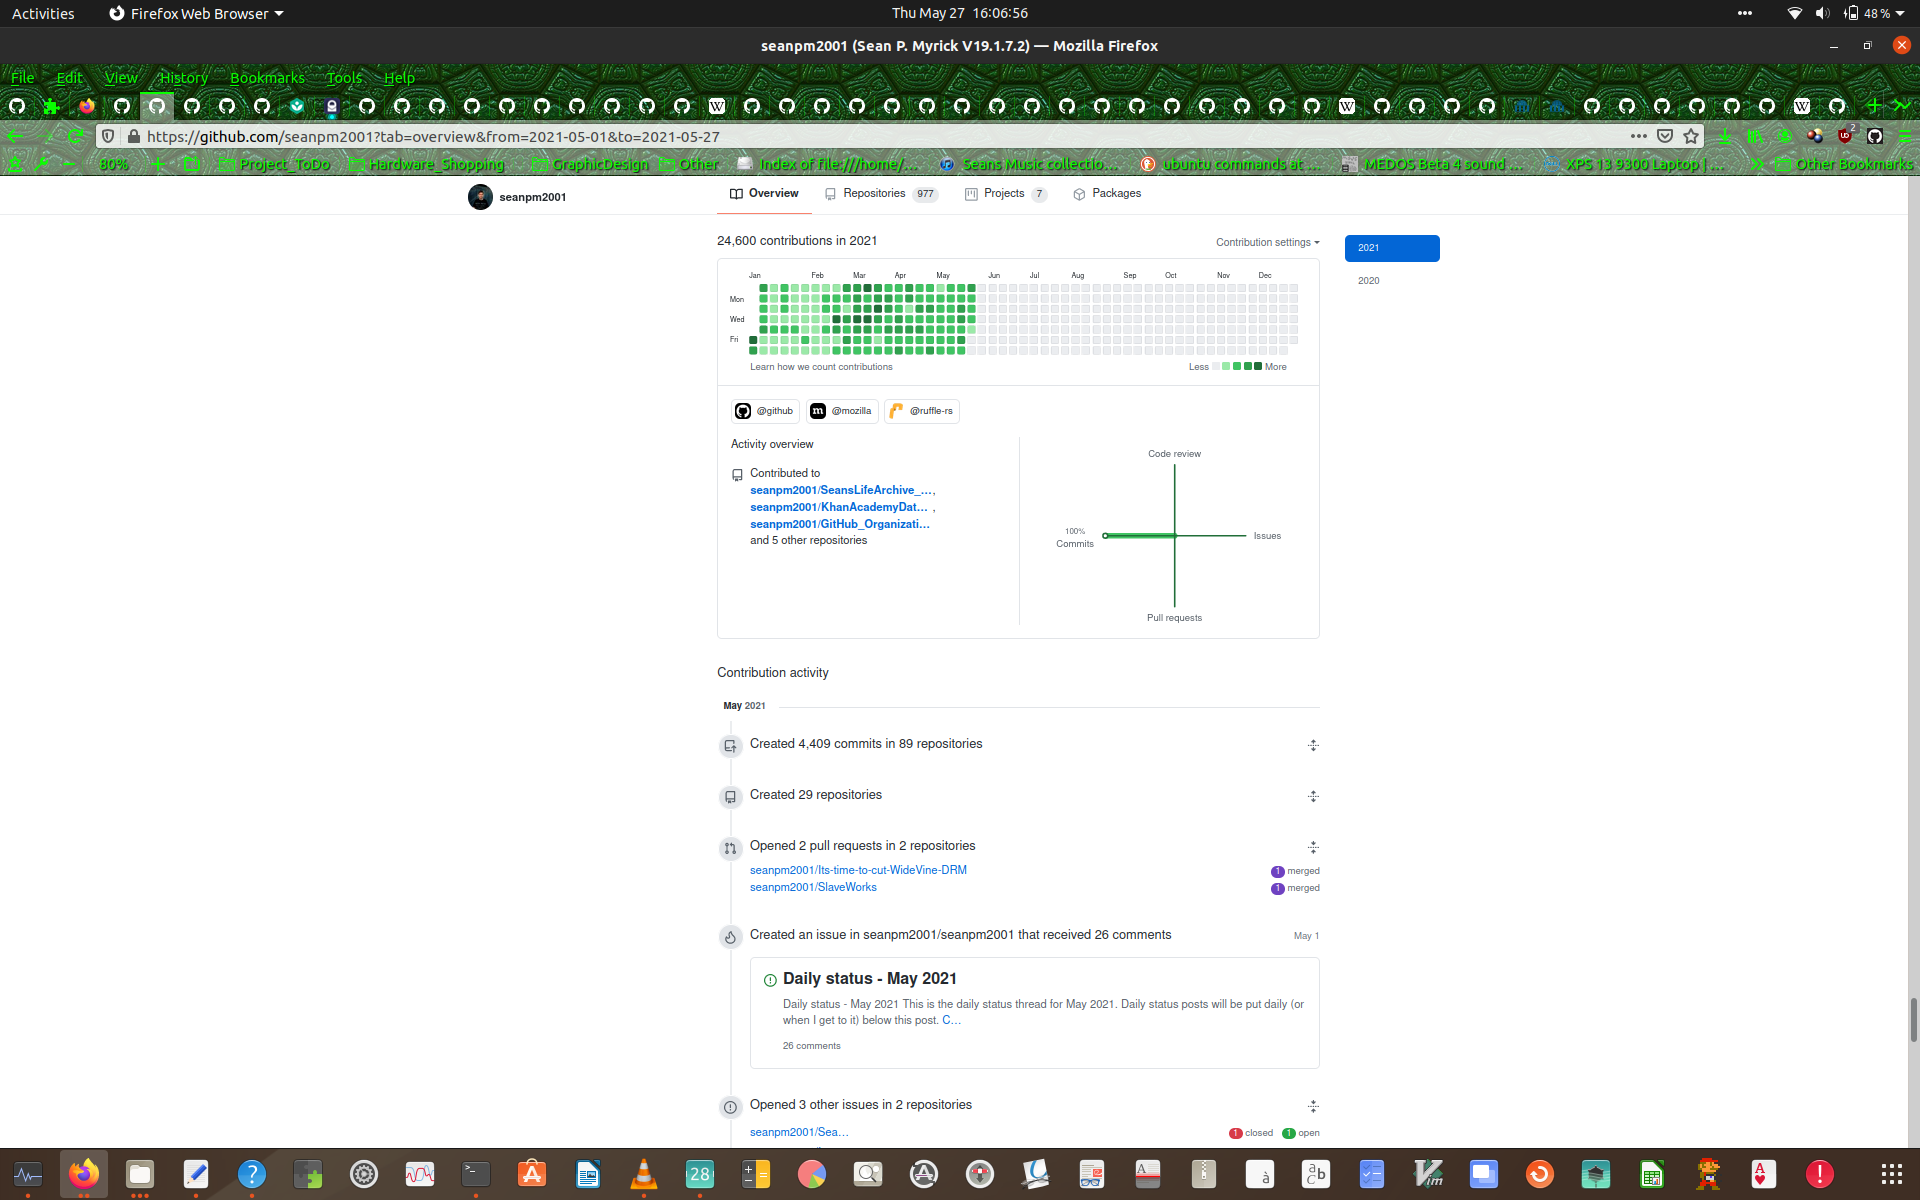 Activities
Firefox Web Browser
Thu May 27 16:06:56
48 %
seanpm2001 (Sean P. Myrick V19.1.7.2) — Mozilla Firefox
File Edit View History Bookmarks Tools Help
https://github.com/seanpm2001?tab=overview&from=2021-05-01&to=2021-05-27
2
80%
Project_ToDo
Hardware_Shopping
GraphicDesign
Other
Index of file:///home/…
Seans Music collectio…
ubuntu commands at …
MEDOS Beta 4 sound …
XPS 13 9300 Laptop | …
Other Bookmarks
seanpm2001
Overview
Repositories 977
Projects 7
Packages
24,600 contributions in 2021
Contribution settings
2021
2020
Jan Feb Mar Apr May Jun Jul Aug Sep Oct Nov Dec
Mon
Wed
Fri
Learn how we count contributions
Less
More
@github
@mozilla
@ruffle-rs
Activity overview
Contributed to
seanpm2001/SeansLifeArchive_…,
seanpm2001/KhanAcademyDat… ,
seanpm2001/GitHub_Organizati…
and 5 other repositories
Code review
100%
Commits
Issues
Pull requests
Contribution activity
May 2021
Created 4,409 commits in 89 repositories
Created 29 repositories
Opened 2 pull requests in 2 repositories
seanpm2001/Its-time-to-cut-WideVine-DRM
1 merged
seanpm2001/SlaveWorks
1 merged
Created an issue in seanpm2001/seanpm2001 that received 26 comments
May 1
Daily status - May 2021
Daily status - May 2021 This is the daily status thread for May 2021. Daily status posts will be put daily (or
when I get to it) below this post. C…
26 comments
Opened 3 other issues in 2 repositories
seanpm2001/Sea…
1 closed
1 open
28